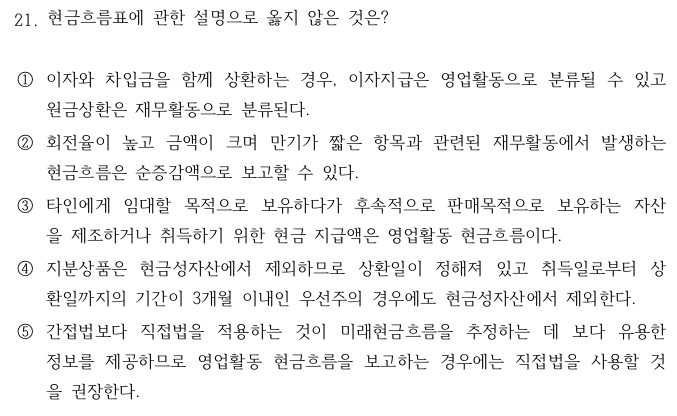 21. 현금흐름표에 관한 설명으로 옳지 않은 것은?
① 이자와 차입금을 함께 상환하는 경우, 이자지급은 영업활동으로 분류될 수 있고
원금상환은 재무활동으로 분류된다.
② 회전율이 높고 금액이 크며 만기가 짧은 항목과 관련된 재무활동에서 발생하는
현금흐름은 순증감액으로 보고할 수 있다.
③ 타인에게 임대할 목적으로 보유하다가 후속적으로 판매목적으로 보유하는 자산
을 제조하거나 취득하기 위한 현금 지급액은 영업활동 현금흐름이다.
④ 지분상품은 현금성자산에서 제외하므로 상환일이 정해져 있고 취득일로부터 상
환일까지의 기간이 3개월 이내인 우선주의 경우에도 현금성자산에서 제외한다.
⑤ 간접법보다 직접법을 적용하는 것이 미래현금흐름을 추정하는 데 보다 유용한
정보를 제공하므로 영업활동 현금흐름을 보고하는 경우에는 직접법을 사용할 것
을 권장한다.